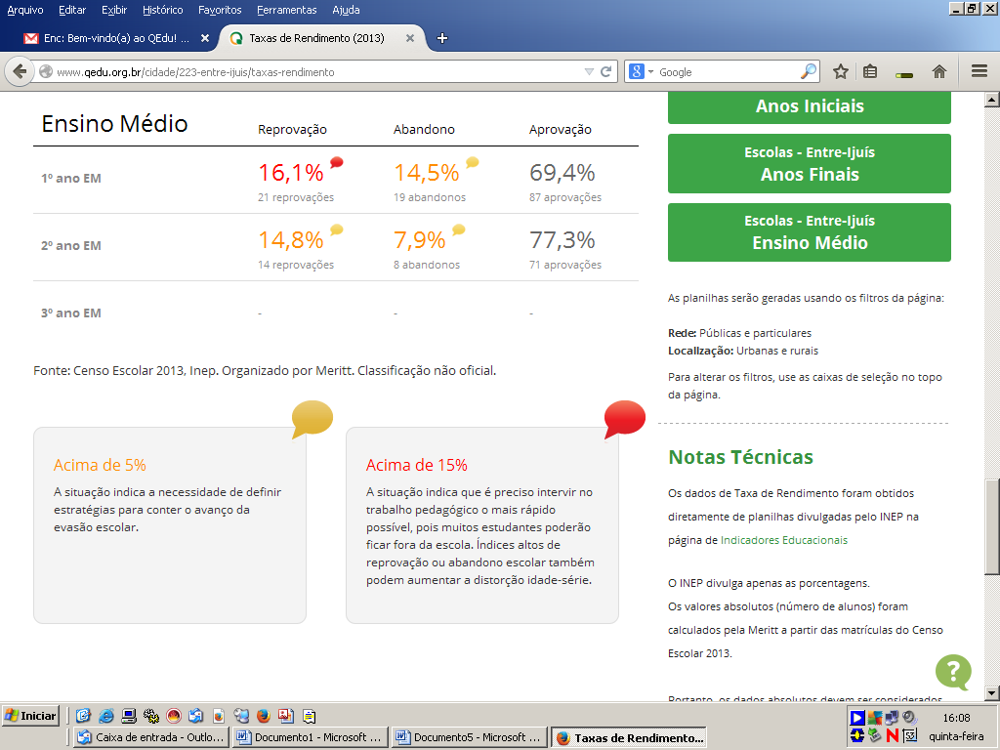 Arquivo Editar Exibir Histórico Favoritos Ferramentas Ajuda
Enc: Bem-vindo(a) ao QEdu! ... Taxas de Rendimento (2013)
www.qedu.org.br/cidade/223-entre-ijuis/taxas-rendimento Google
Ensino Médio Reprovação Abandono Aprovação
1º ano EM 16,1% 14,5% 69,4%
21 reprovações 19 abandonos 87 aprovações
2º ano EM 14,8% 7,9% 77,3%
14 reprovações 8 abandonos 71 aprovações
3º ano EM - - -
Fonte: Censo Escolar 2013, Inep. Organizado por Meritt. Classificação não oficial.
Acima de 5%
A situação indica a necessidade de definir
estratégias para conter o avanço da
evasão escolar.
Acima de 15%
A situação indica que é preciso intervir no
trabalho pedagógico o mais rápido
possível, pois muitos estudantes poderão
ficar fora da escola. Índices altos de
reprovação ou abandono escolar também
podem aumentar a distorção idade-série.
Anos Iniciais
Escolas - Entre-Ijuís
Anos Finais
Escolas - Entre-Ijuís
Ensino Médio
As planilhas serão geradas usando os filtros da página:
Rede: Públicas e particulares
Localização: Urbanas e rurais
Para alterar os filtros, use as caixas de seleção no topo
da página.
Notas Técnicas
Os dados de Taxa de Rendimento foram obtidos
diretamente de planilhas divulgadas pelo INEP na
página de Indicadores Educacionais
O INEP divulga apenas as porcentagens.
Os valores absolutos (número de alunos) foram
calculados pela Meritt a partir das matrículas do Censo
Escolar 2013.
Portanto, os dados absolutos devem ser considerados
?
Iniciar
Caixa de entrada - Outlo... Documento1 - Microsoft ... Documento5 - Microsoft ... Taxas de Rendimento...
16:08
quinta-feira